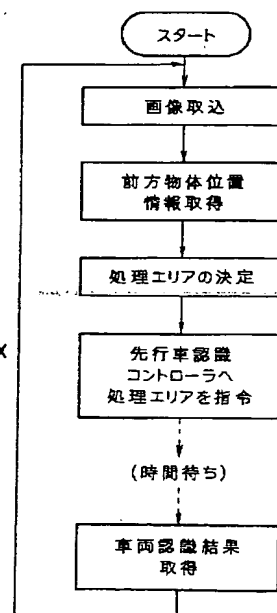 スタート
画像取込
前方物体位置
情報取得
処理エリアの決定
先行車認識
コントローラへ
処理エリアを指令
(時間待ち)
車両認識結果
取得
X